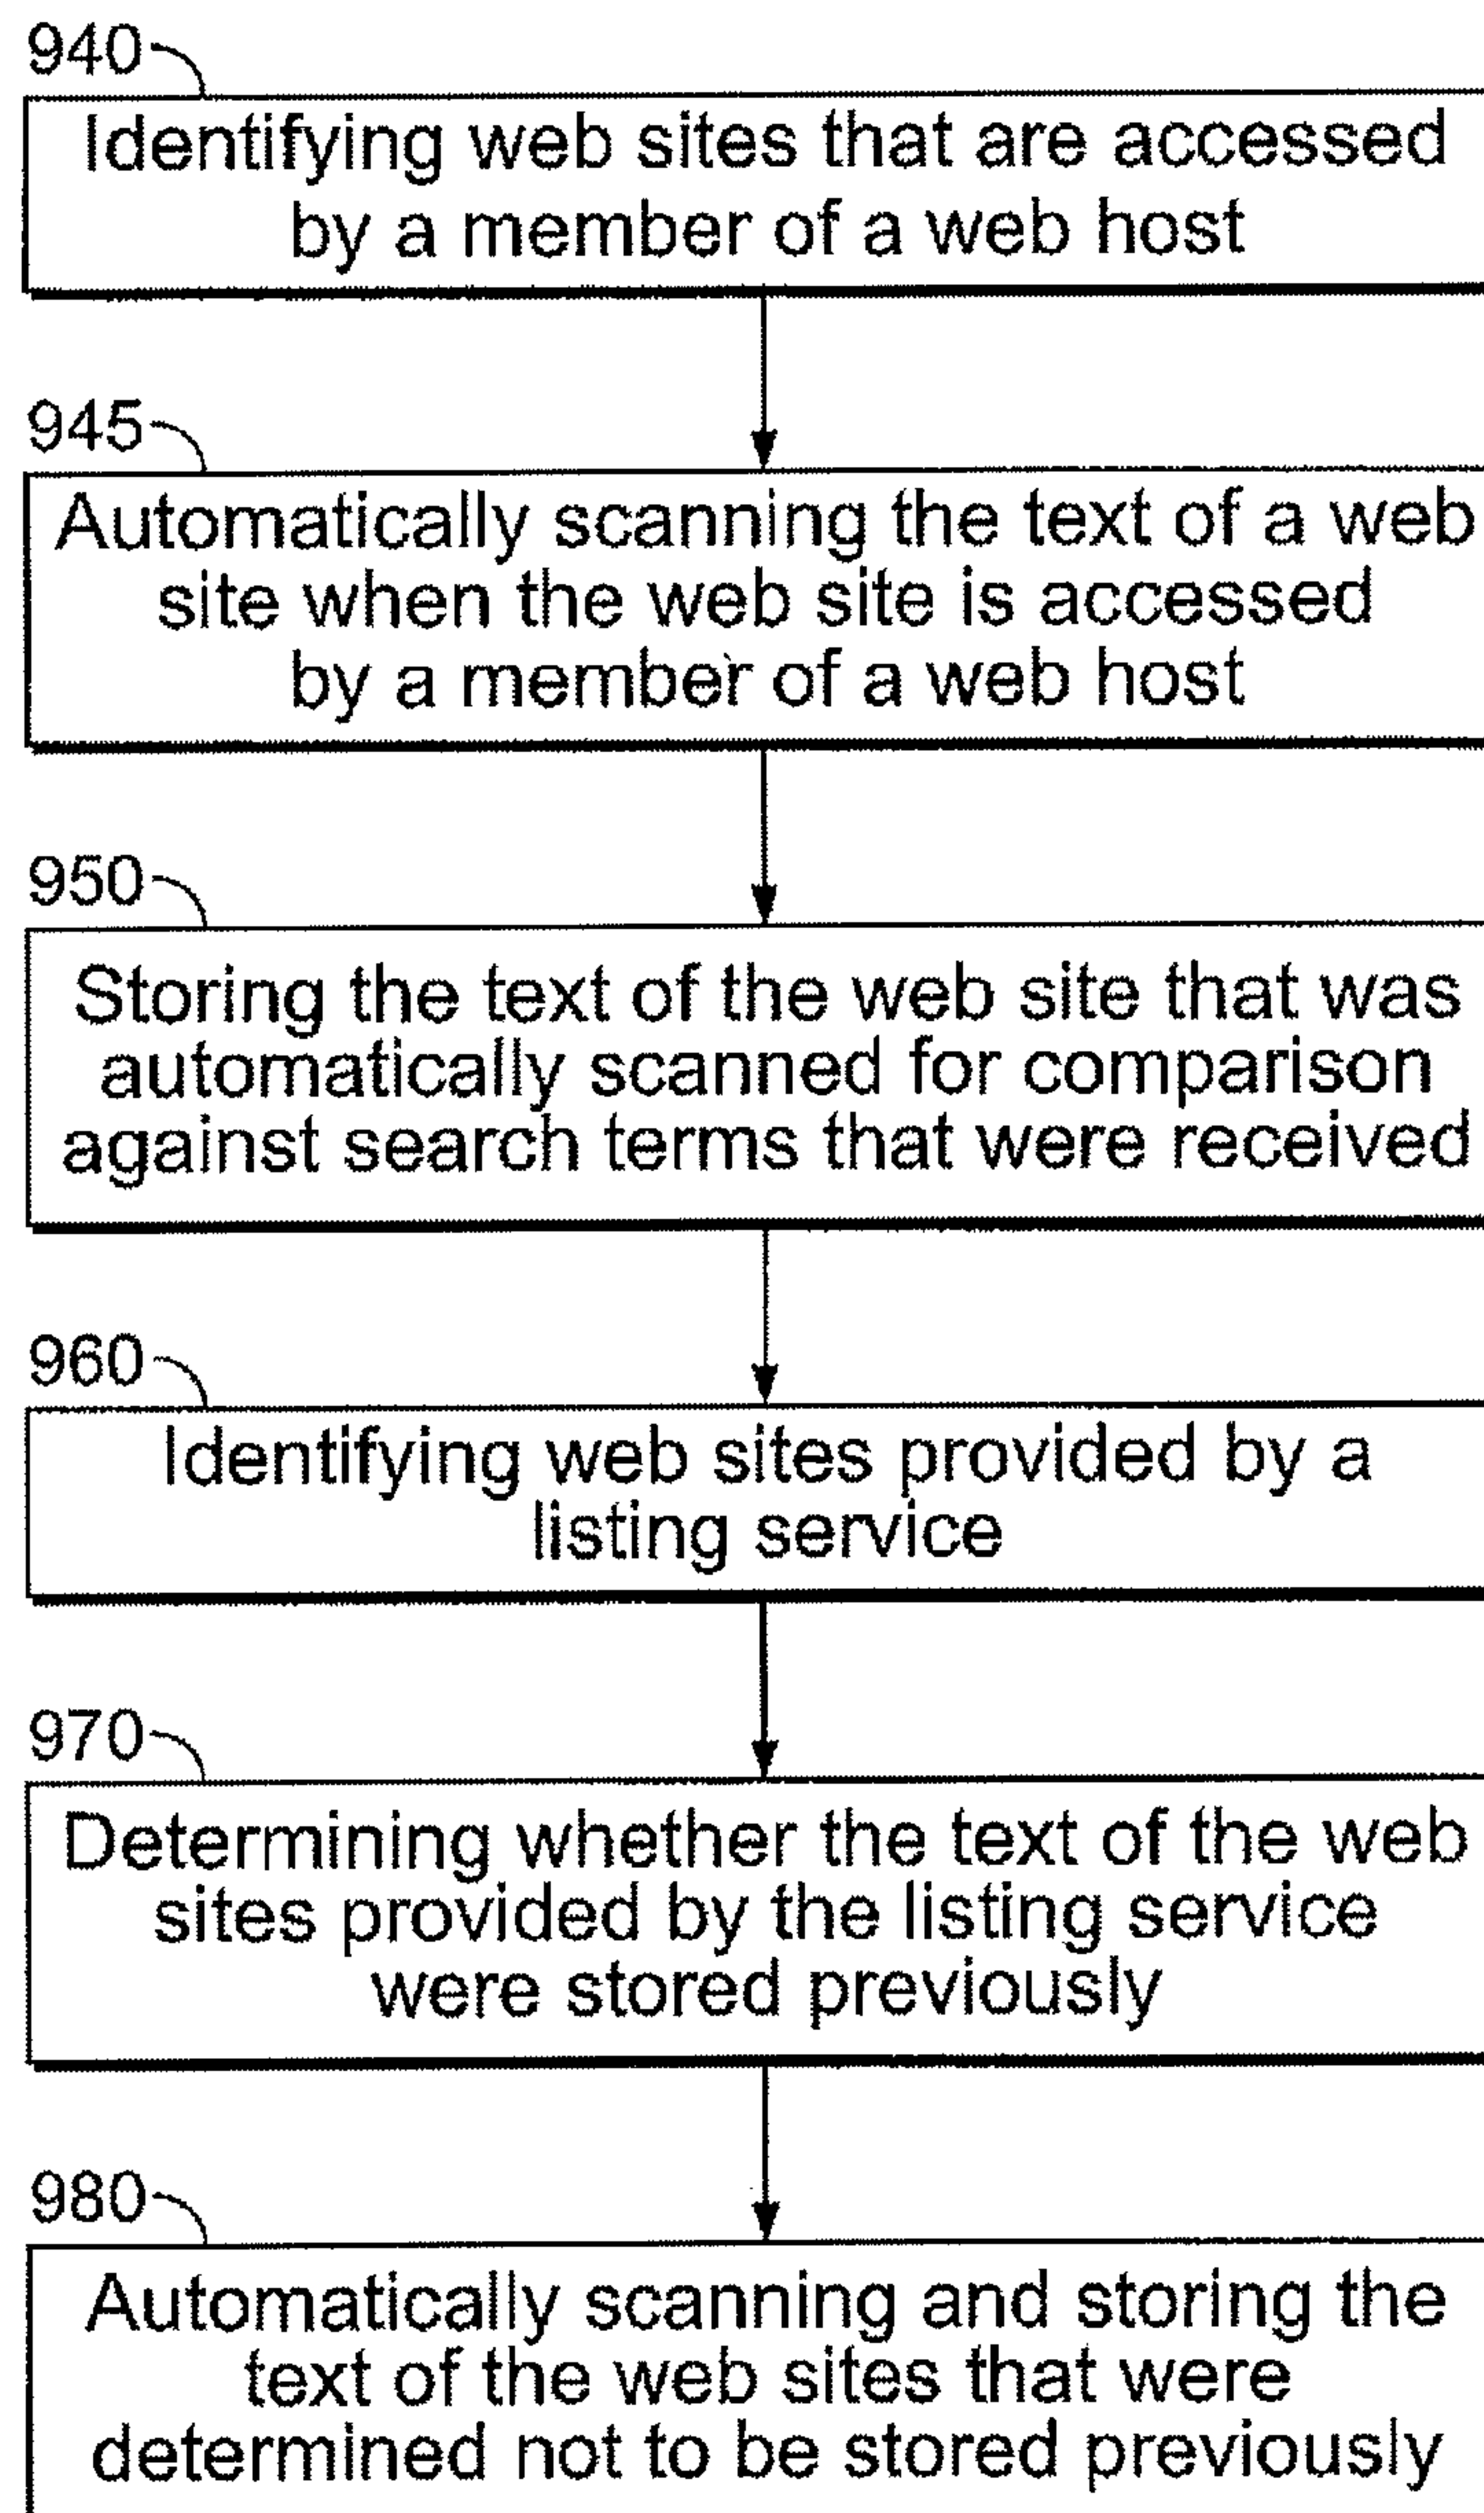 940
Identifying web sites that are accessed
by a member of a web host
945
Automatically scanning the text of a web
site when the web site is accessed
by a member of a web host
950
Storing the text of the web site that was
automatically scanned for comparison
against search terms that were received
960
Identifying web sites provided by a
listing service
970
Determining whether the text of the web
sites provided by the listing service
were stored previously
980
Automatically scanning and storing the
text of the web sites that were
determined not to be stored previously